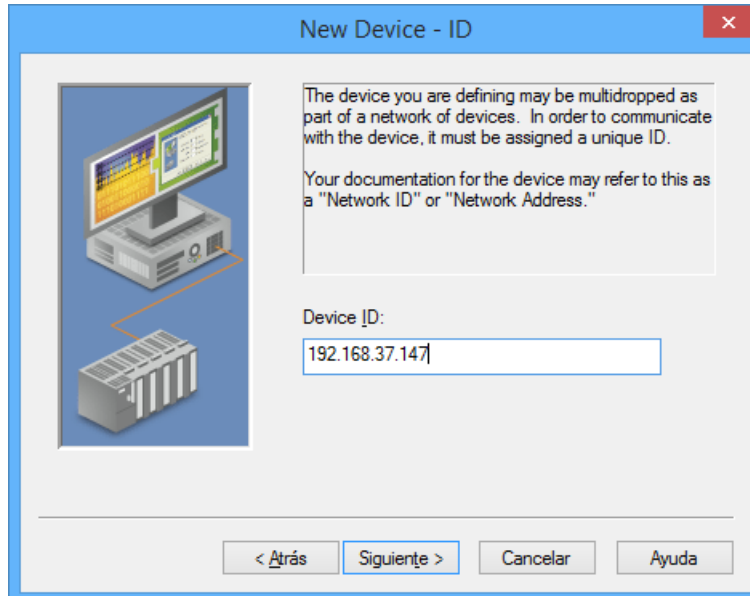 New Device - ID
The device you are defining may be multidropped as
part of a network of devices.  In order to communicate
with the device, it must be assigned a unique ID.
Your documentation for the device may refer to this as
a "Network ID" or "Network Address."
Device ID:
192.168.37.147
< Atrás
Siguiente >
Cancelar
Ayuda